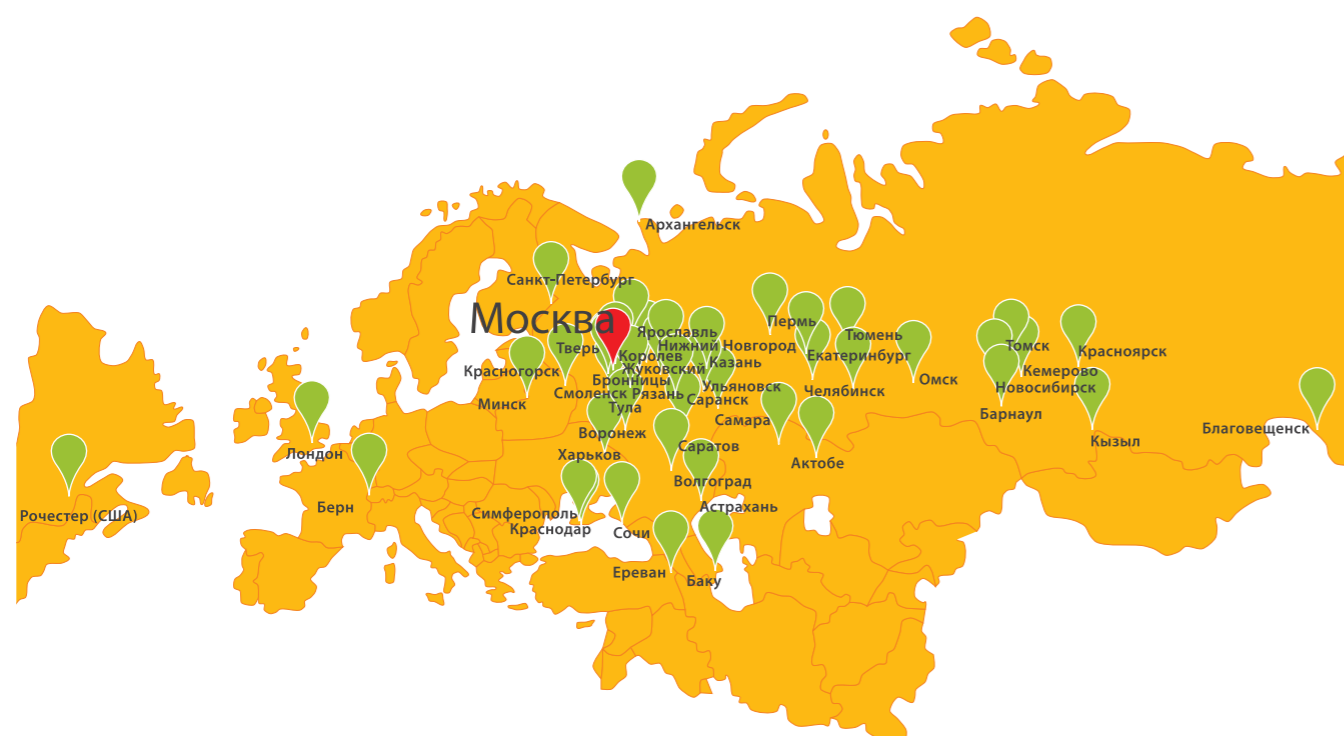 Архангельск
Санкт-Петербург
Москва
Ярославль
Пермь
Тюмень
Тверь
Королев
Нижний Новгород
Екатеринбург
Томск
Красноярск
Красногорск
Жуковский
Казань
Кемерово
Бронницы
Ульяновск
Челябинск
Омск
Новосибирск
Минск
Смоленск
Рязань
Саранск
Тула
Самара
Барнаул
Благовещенск
Воронеж
Кызыл
Лондон
Харьков
Саратов
Актобе
Волгоград
Берн
Рочестер (США)
Симферополь
Астрахань
Краснодар
Сочи
Ереван
Баку